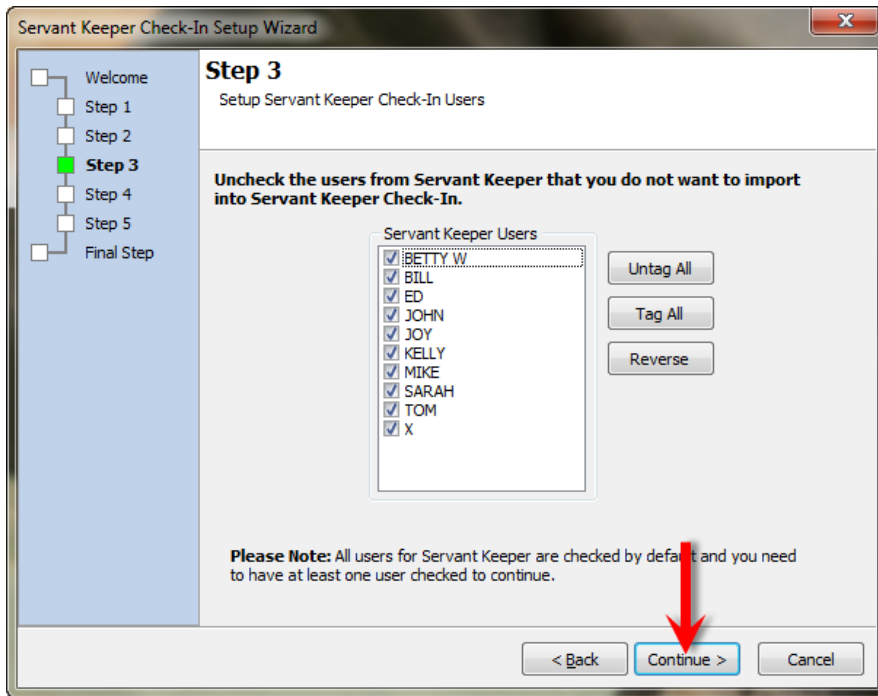 Servant Keeper Check-In Setup Wizard
Welcome
Step 1
Step 2
Step 3
Step 4
Step 5
Final Step
Step 3
Setup Servant Keeper Check-In Users
Uncheck the users from Servant Keeper that you do not want to import
into Servant Keeper Check-In.
Servant Keeper Users
BETTY W
BILL
ED
JOHN
JOY
KELLY
MIKE
SARAH
TOM
X
Untag All
Tag All
Reverse
Please Note: All users for Servant Keeper are checked by default and you need
to have at least one user checked to continue.
< Back
Continue >
Cancel